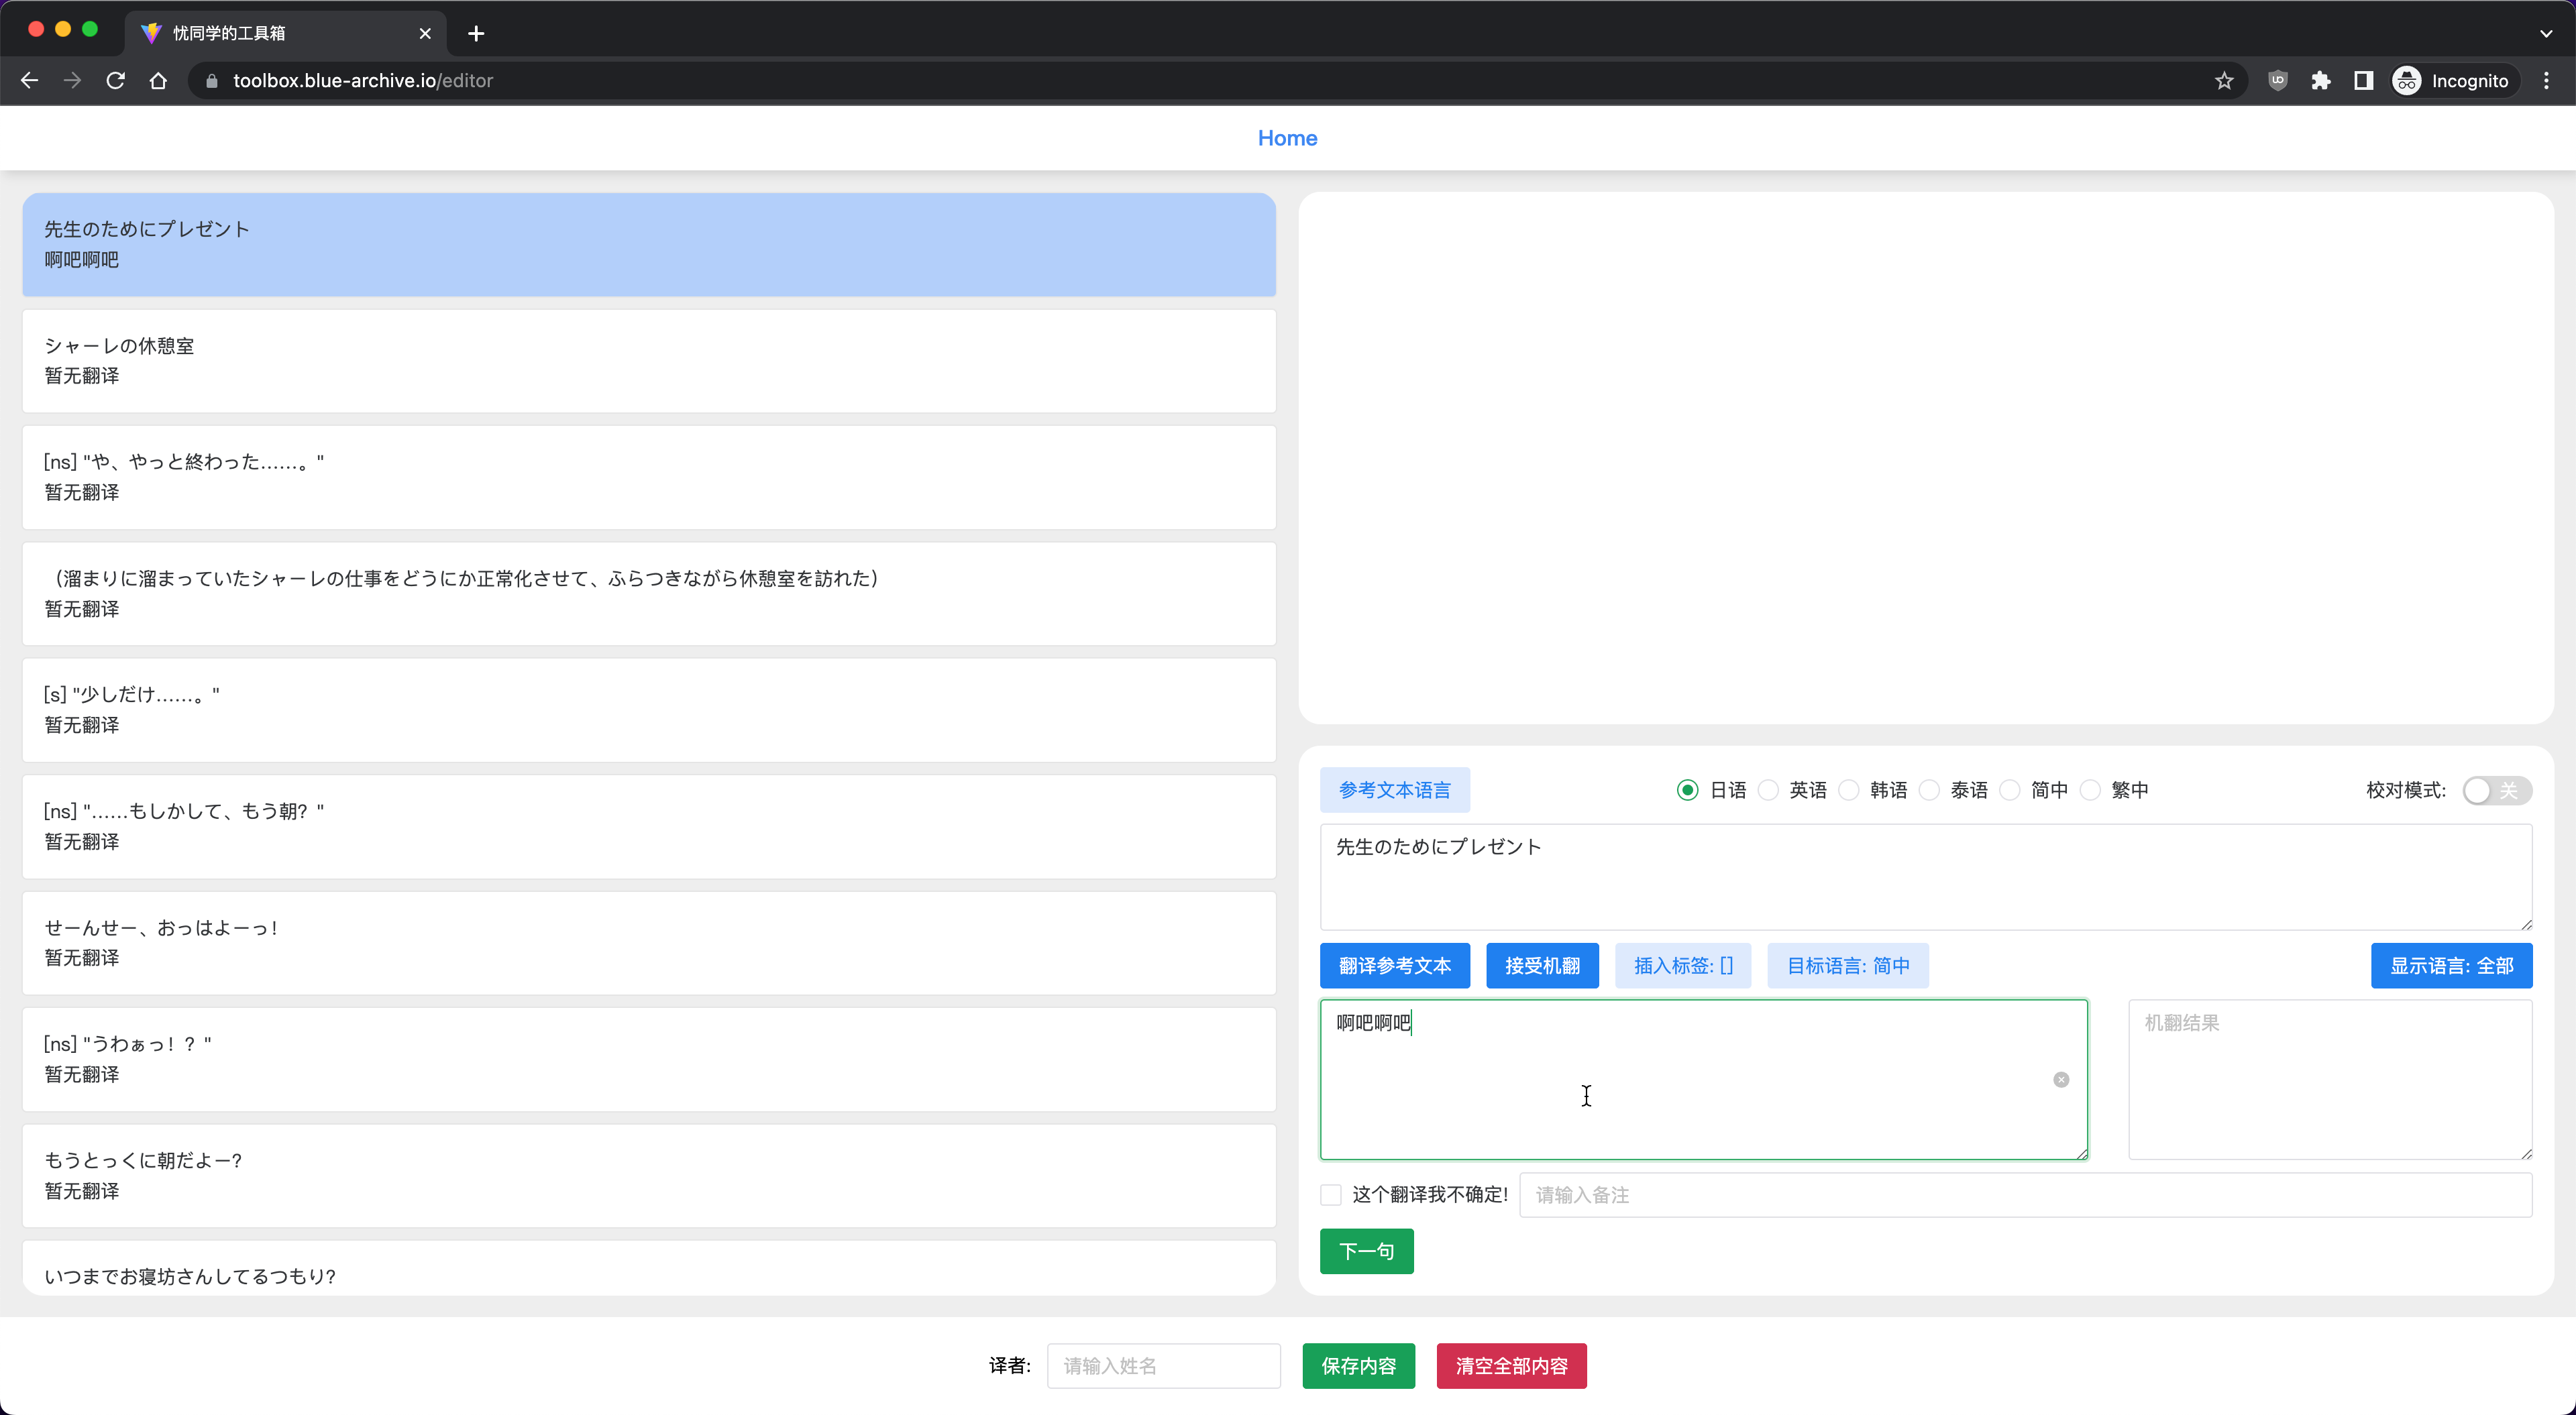 忧同学的工具箱
toolbox.blue-archive.io/editor
Incognito
Home
先生のためにプレゼント
啊吧啊吧
シャーレの休憩室
暂无翻译
[ns] "や、やっと終わった……。"
暂无翻译
（溜まりに溜まっていたシャーレの仕事をどうにか正常化させて、ふらつきながら休憩室を訪れた）
暂无翻译
[s] "少しだけ……。"
暂无翻译
[ns] "……もしかして、もう朝？"
暂无翻译
せーんせー、おっはよーっ！
暂无翻译
[ns] "うわぁっ！？"
暂无翻译
もうとっくに朝だよー?
暂无翻译
いつまでお寝坊さんしてるつもり?
参考文本语言
日语 英语 韩语 泰语 简中 繁中
校对模式: 关
先生のためにプレゼント
翻译参考文本 接受机翻 插入标签: [] 目标语言: 简中 显示语言: 全部
啊吧啊吧
机翻结果
这个翻译我不确定! 请输入备注
下一句
译者: 请输入姓名 保存内容 清空全部内容